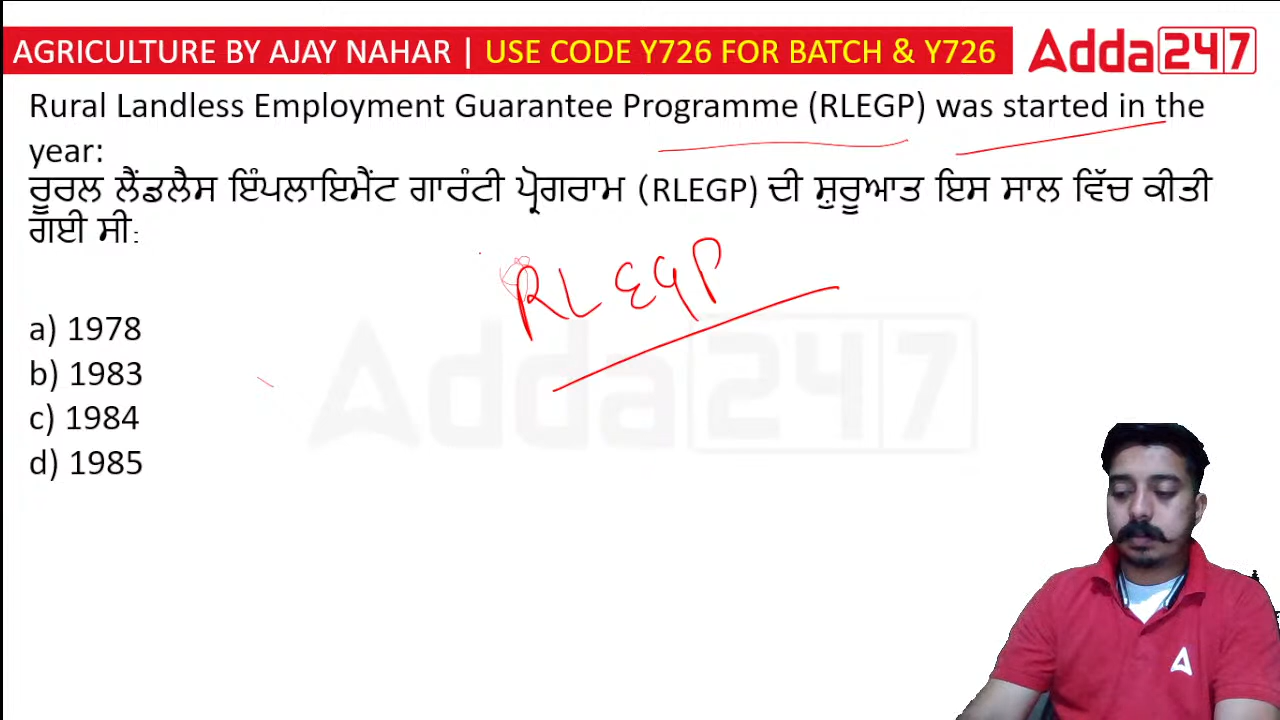 AGRICULTURE BY AJAY NAHAR | USE CODE Y726 FOR BATCH & Y726
Adda247
Rural Landless Employment Guarantee Programme (RLEGP) was started in the
year:
ਰੂਰਲ ਲੈਂਡਲੈਸ ਇੰਪਲਾਇਮੈਂਟ ਗਾਰੰਟੀ ਪ੍ਰੋਗਰਾਮ (RLEGP) ਦੀ ਸ਼ੁਰੂਆਤ ਇਸ ਸਾਲ ਵਿੱਚ ਕੀਤੀ
ਗਈ ਸੀ:
RLEGP
a) 1978
b) 1983
c) 1984
d) 1985
Adda247